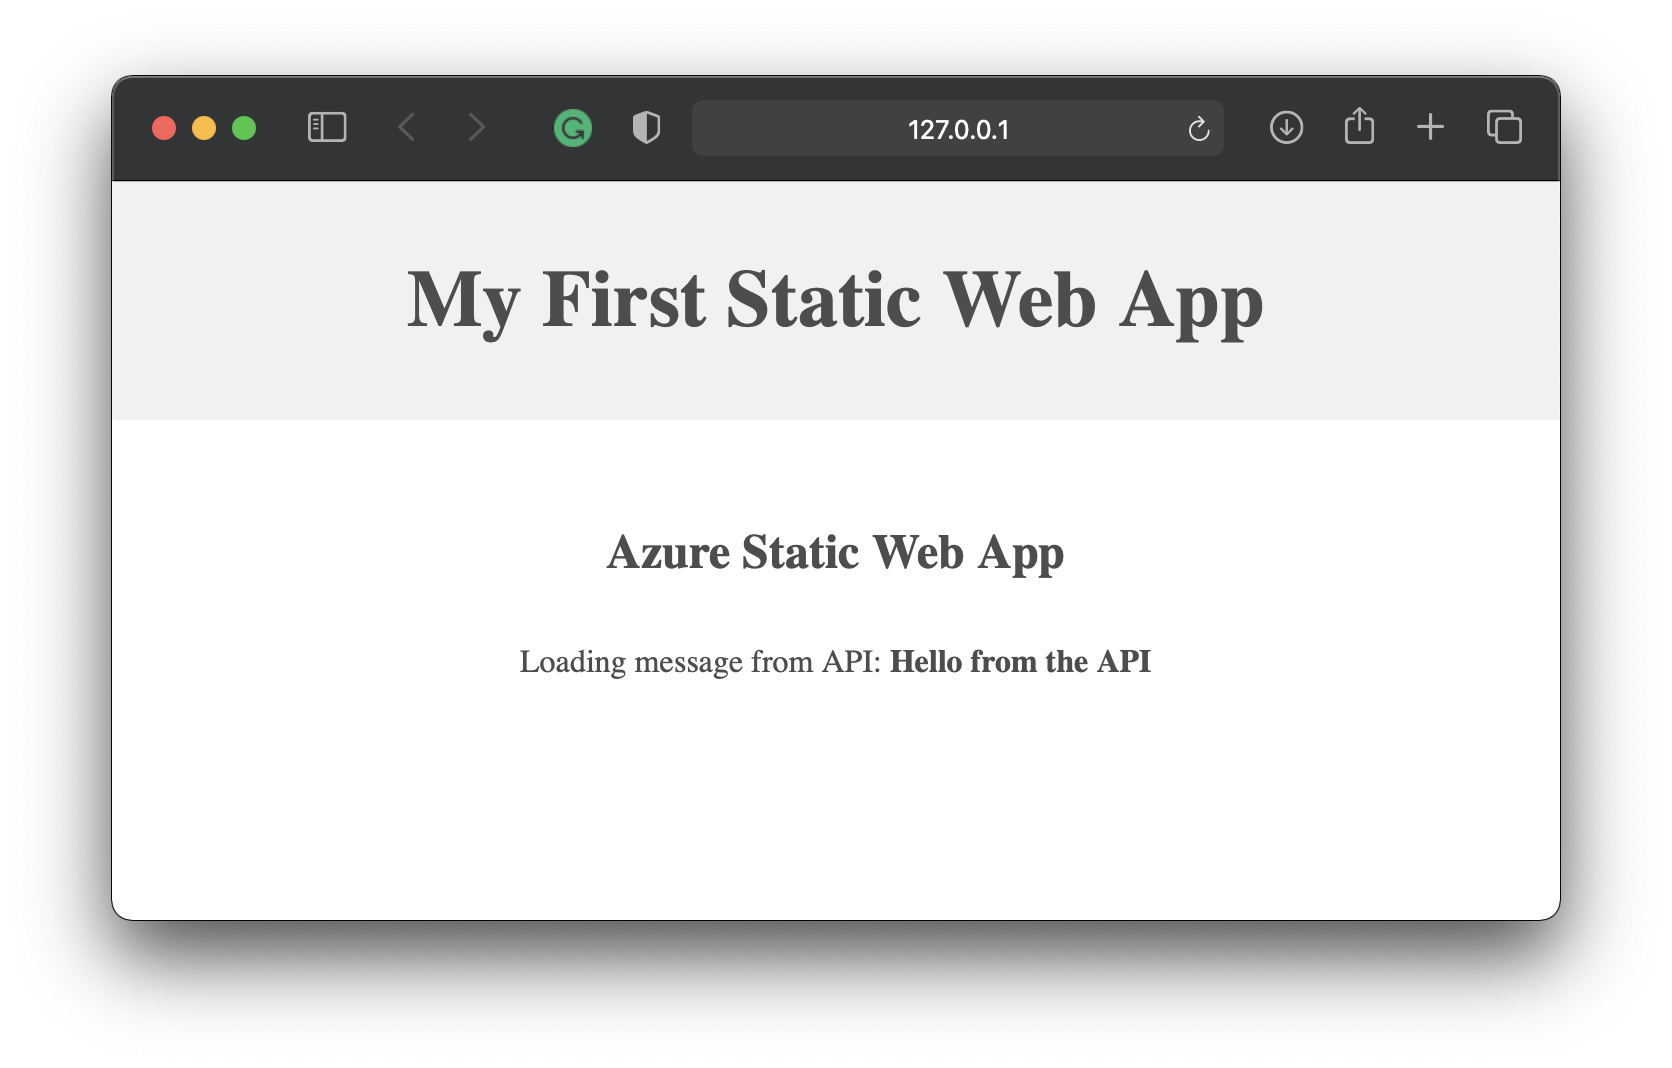 127.0.0.1
My First Static Web App
Azure Static Web App
Loading message from API: Hello from the API